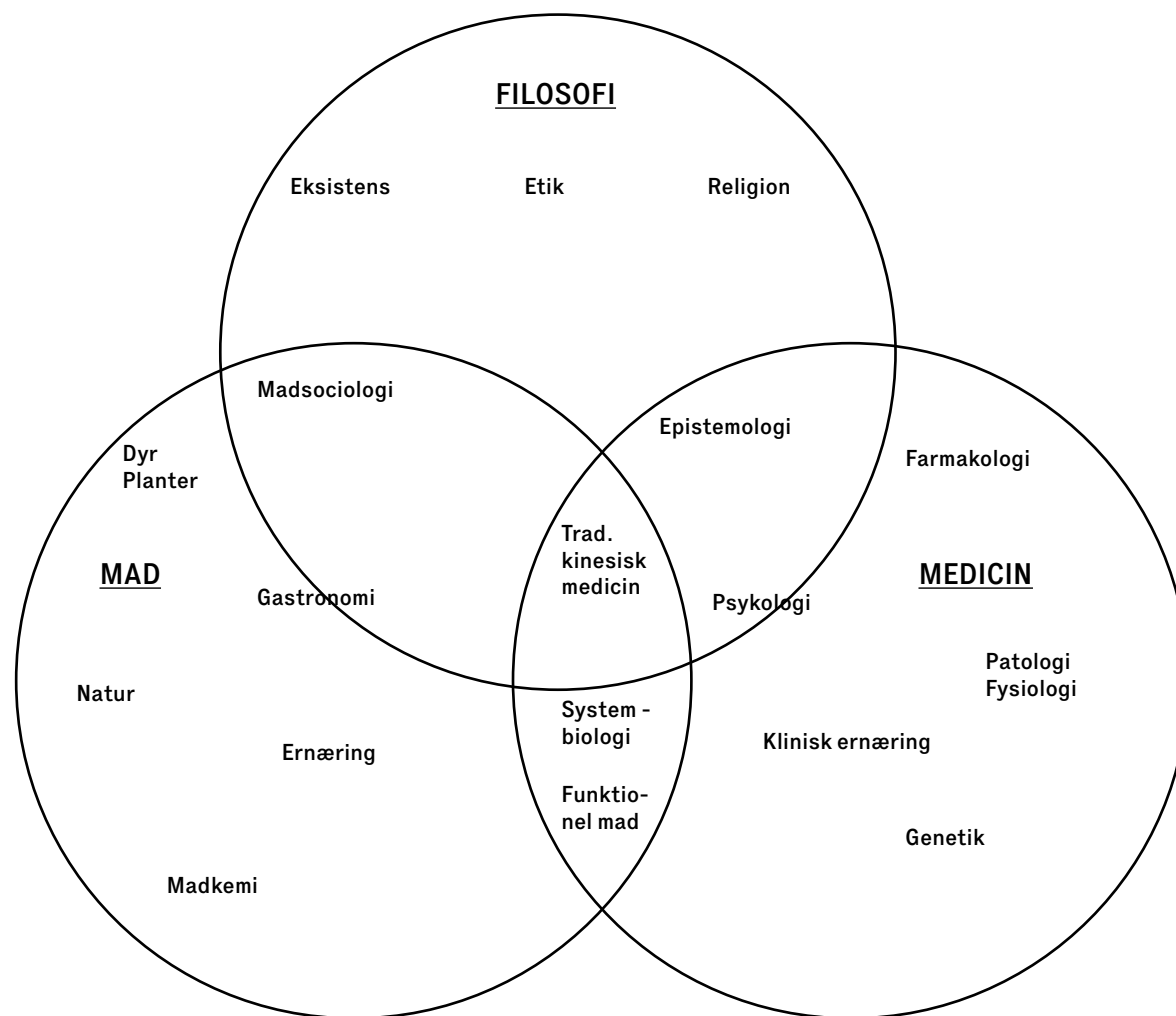 FILOSOFI
Eksistens
Etik
Religion
Madsociologi
Epistemologi
Dyr
Planter
Farmakologi
Trad.
kinesisk
medicin
MAD
MEDICIN
Gastronomi
Psykologi
Patologi
Fysiologi
Natur
System -
biologi
Klinisk ernæring
Ernæring
Funktio-
nel mad
Genetik
Madkemi